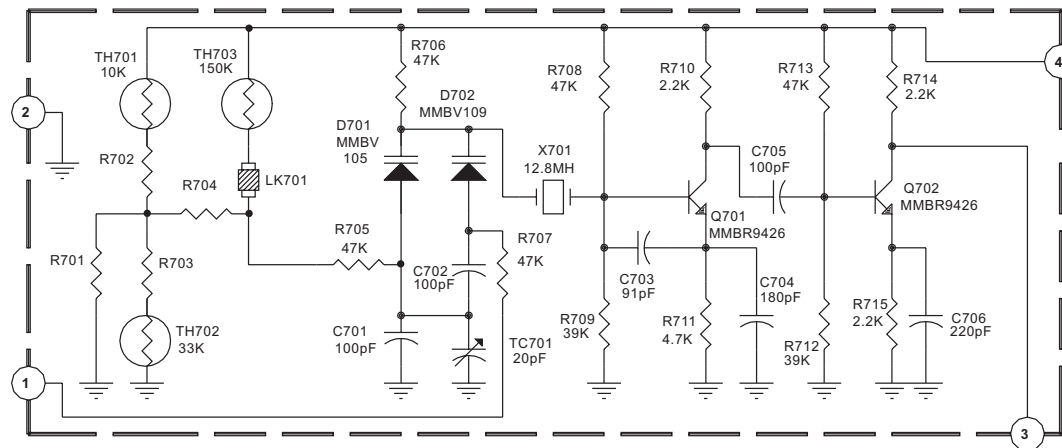 TH701
10K
TH703
150K
R706
47K
D702
MMBV109
R708
47K
R710
2.2K
R713
47K
R714
2.2K
4
2
D701
MMBV
105
X701
12.8MH
C705
100pF
R702
R704
LK701
Q701
MMBR9426
Q702
MMBR9426
R701
R703
R705
47K
C702
100pF
R707
47K
C703
91pF
C704
180pF
TH702
33K
C701
100pF
TC701
20pF
R709
39K
R711
4.7K
R712
39K
R715
2.2K
C706
220pF
1
3